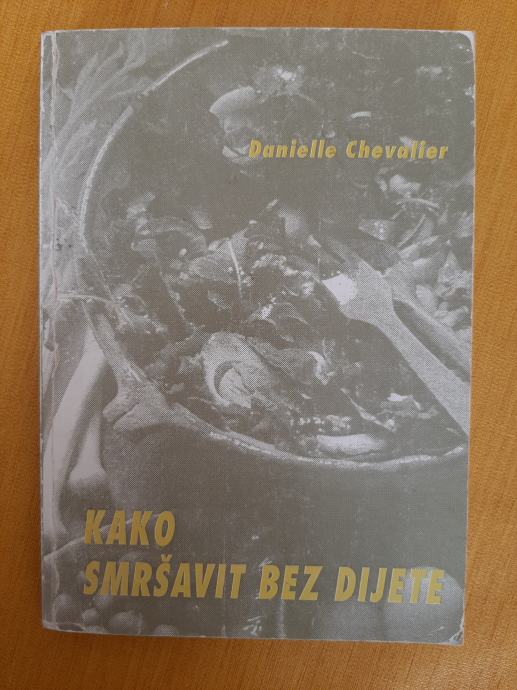 Danielle Chevalier
KAKO
SMRŠAVIT BEZ DIJETE